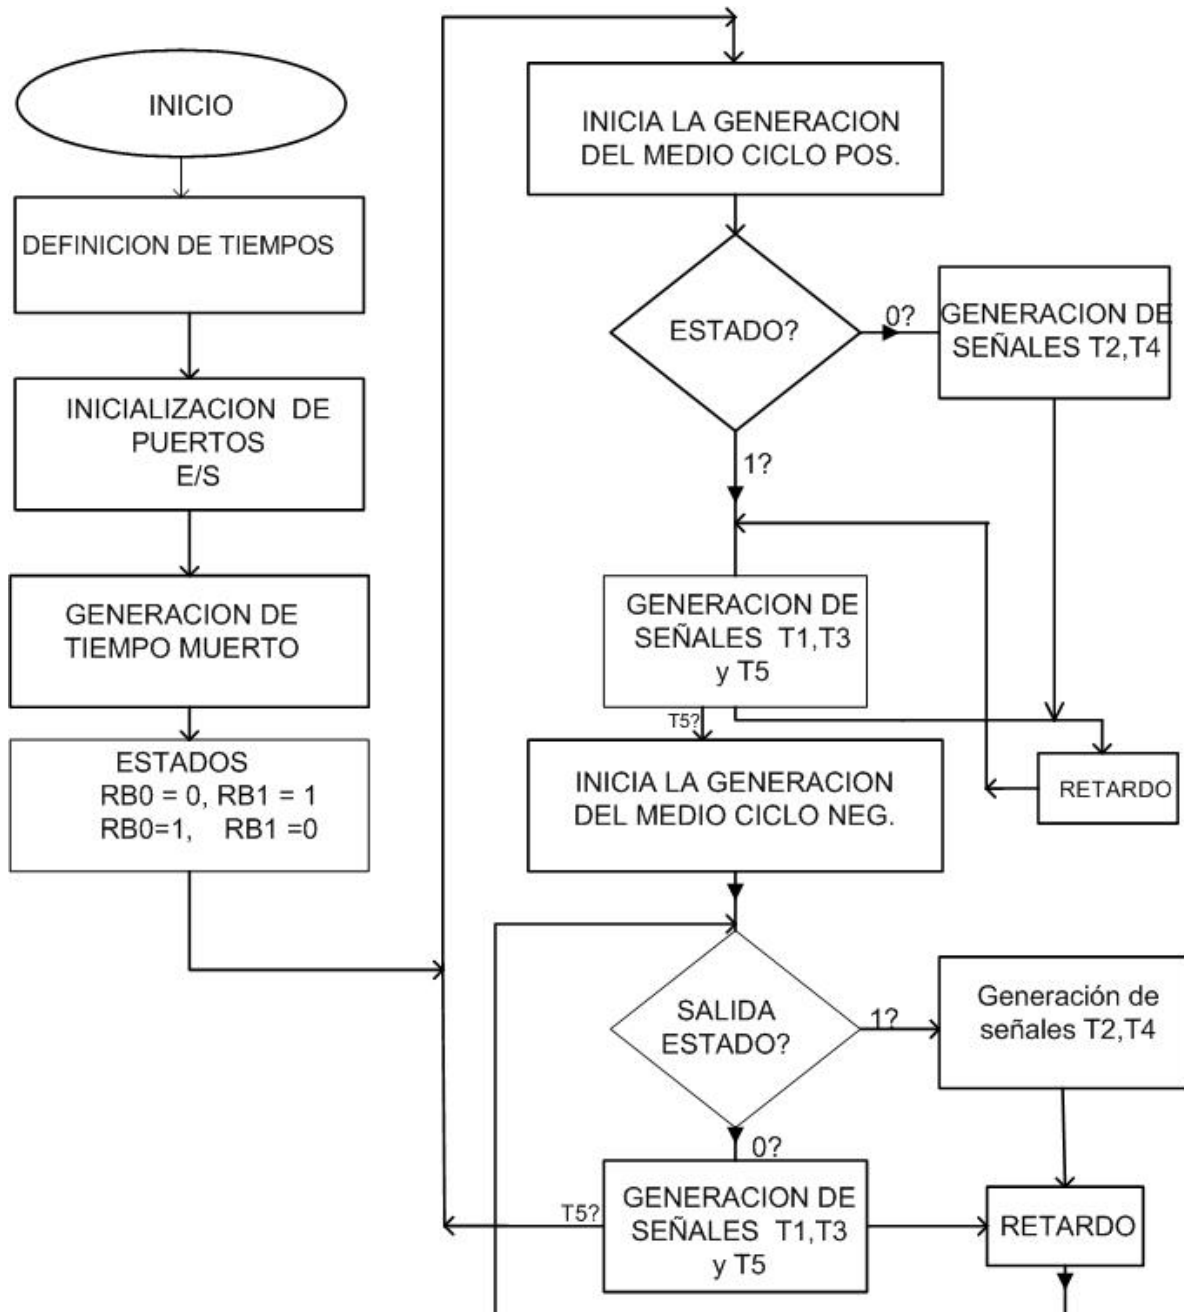 INICIO
DEFINICION DE TIEMPOS
INICIALIZACION DE
PUERTOS
E/S
GENERACION DE
TIEMPO MUERTO
ESTADOS
RB0 = 0, RB1 = 1
RB0=1, RB1 =0
INICIA LA GENERACION
DEL MEDIO CICLO POS.
ESTADO?
0?
GENERACION DE
SEÑALES T2,T4
1?
GENERACION DE
SEÑALES T1,T3
y T5
T5?
RETARDO
INICIA LA GENERACION
DEL MEDIO CICLO NEG.
SALIDA
ESTADO?
1?
Generación de
señales T2,T4
0?
GENERACION DE
SEÑALES T1,T3
y T5
T5?
RETARDO